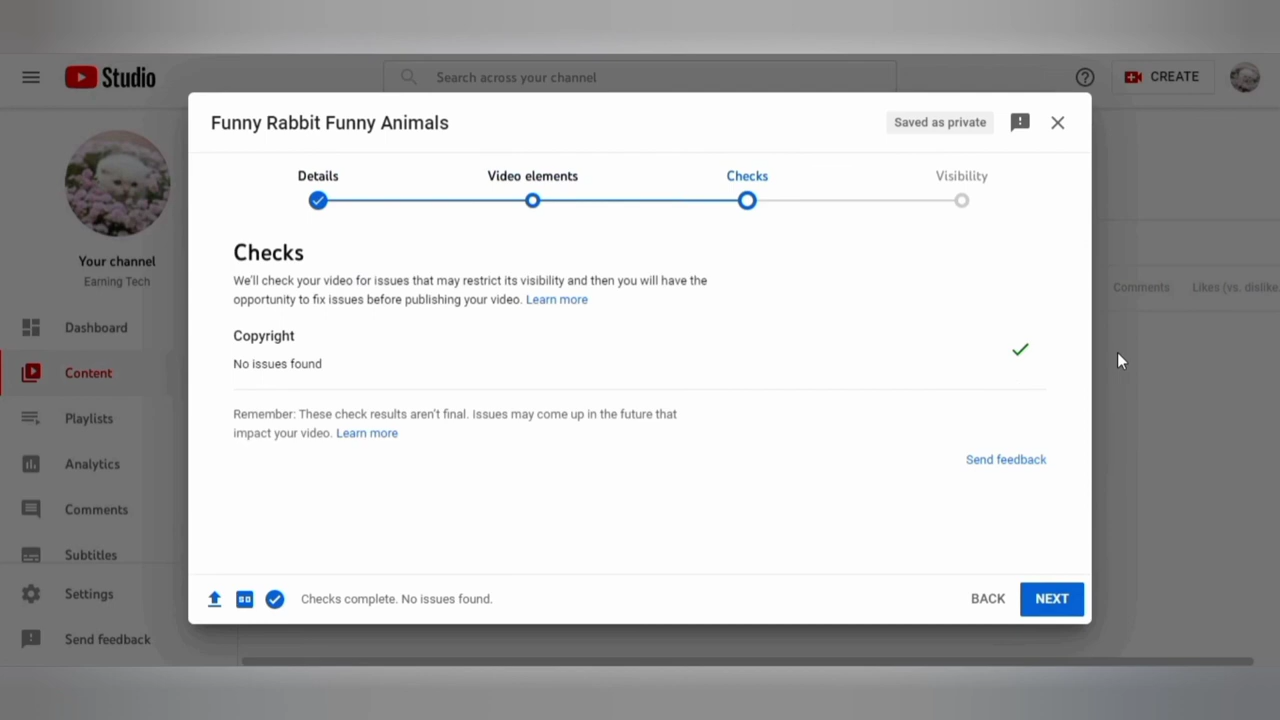 Studio
Search across your channel
CREATE
Funny Rabbit Funny Animals
Saved as private
Details
Video elements
Checks
Visibility
Checks
We'll check your video for issues that may restrict its visibility and then you will have the
opportunity to fix issues before publishing your video. Learn more
Copyright
No issues found
Remember: These check results aren't final. Issues may come up in the future that
impact your video. Learn more
Send feedback
Checks complete. No issues found.
BACK
NEXT
Your channel
Earning Tech
Dashboard
Content
Playlists
Analytics
Comments
Subtitles
Settings
Send feedback
Comments
Likes (vs. dislike